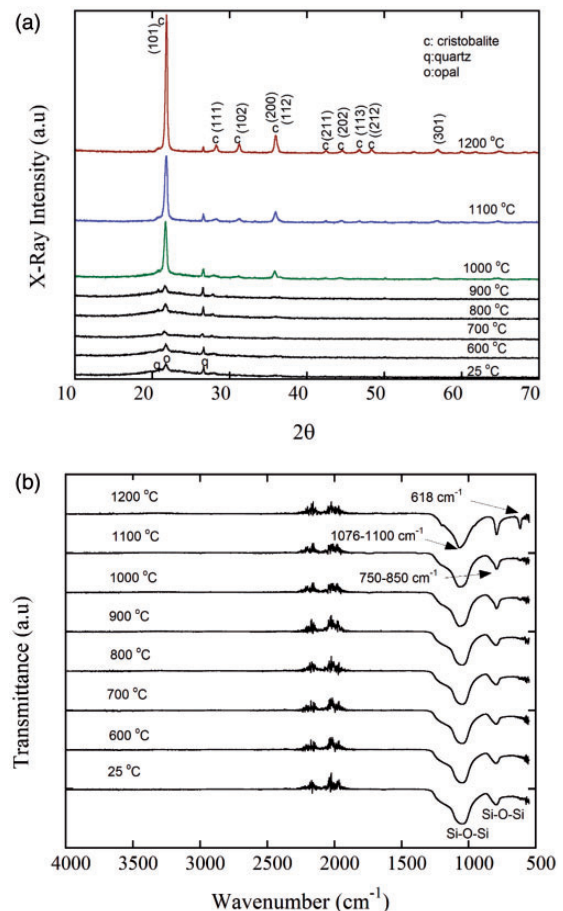 (a)
X-Ray Intensity (a.u)
(101) c
c: cristobalite
q:quartz
o:opal
(111)
c
(102)
c
(200)
(112)
c
(211)
c
(202)
c
(113)
c
((212)
c
(301)
1200 °C
1100 °C
1000 °C
900 °C
800 °C
700 °C
600 °C
25 °C
q o q
10 20 30 40 50 60 70
2θ
(b)
Transmittance (a.u)
1200 °C
618 cm-1
1100 °C
1076-1100 cm-1
1000 °C
750-850 cm-1
900 °C
800 °C
700 °C
600 °C
25 °C
Si-O-Si
Si-O-Si
4000 3500 3000 2500 2000 1500 1000 500
Wavenumber (cm-1)